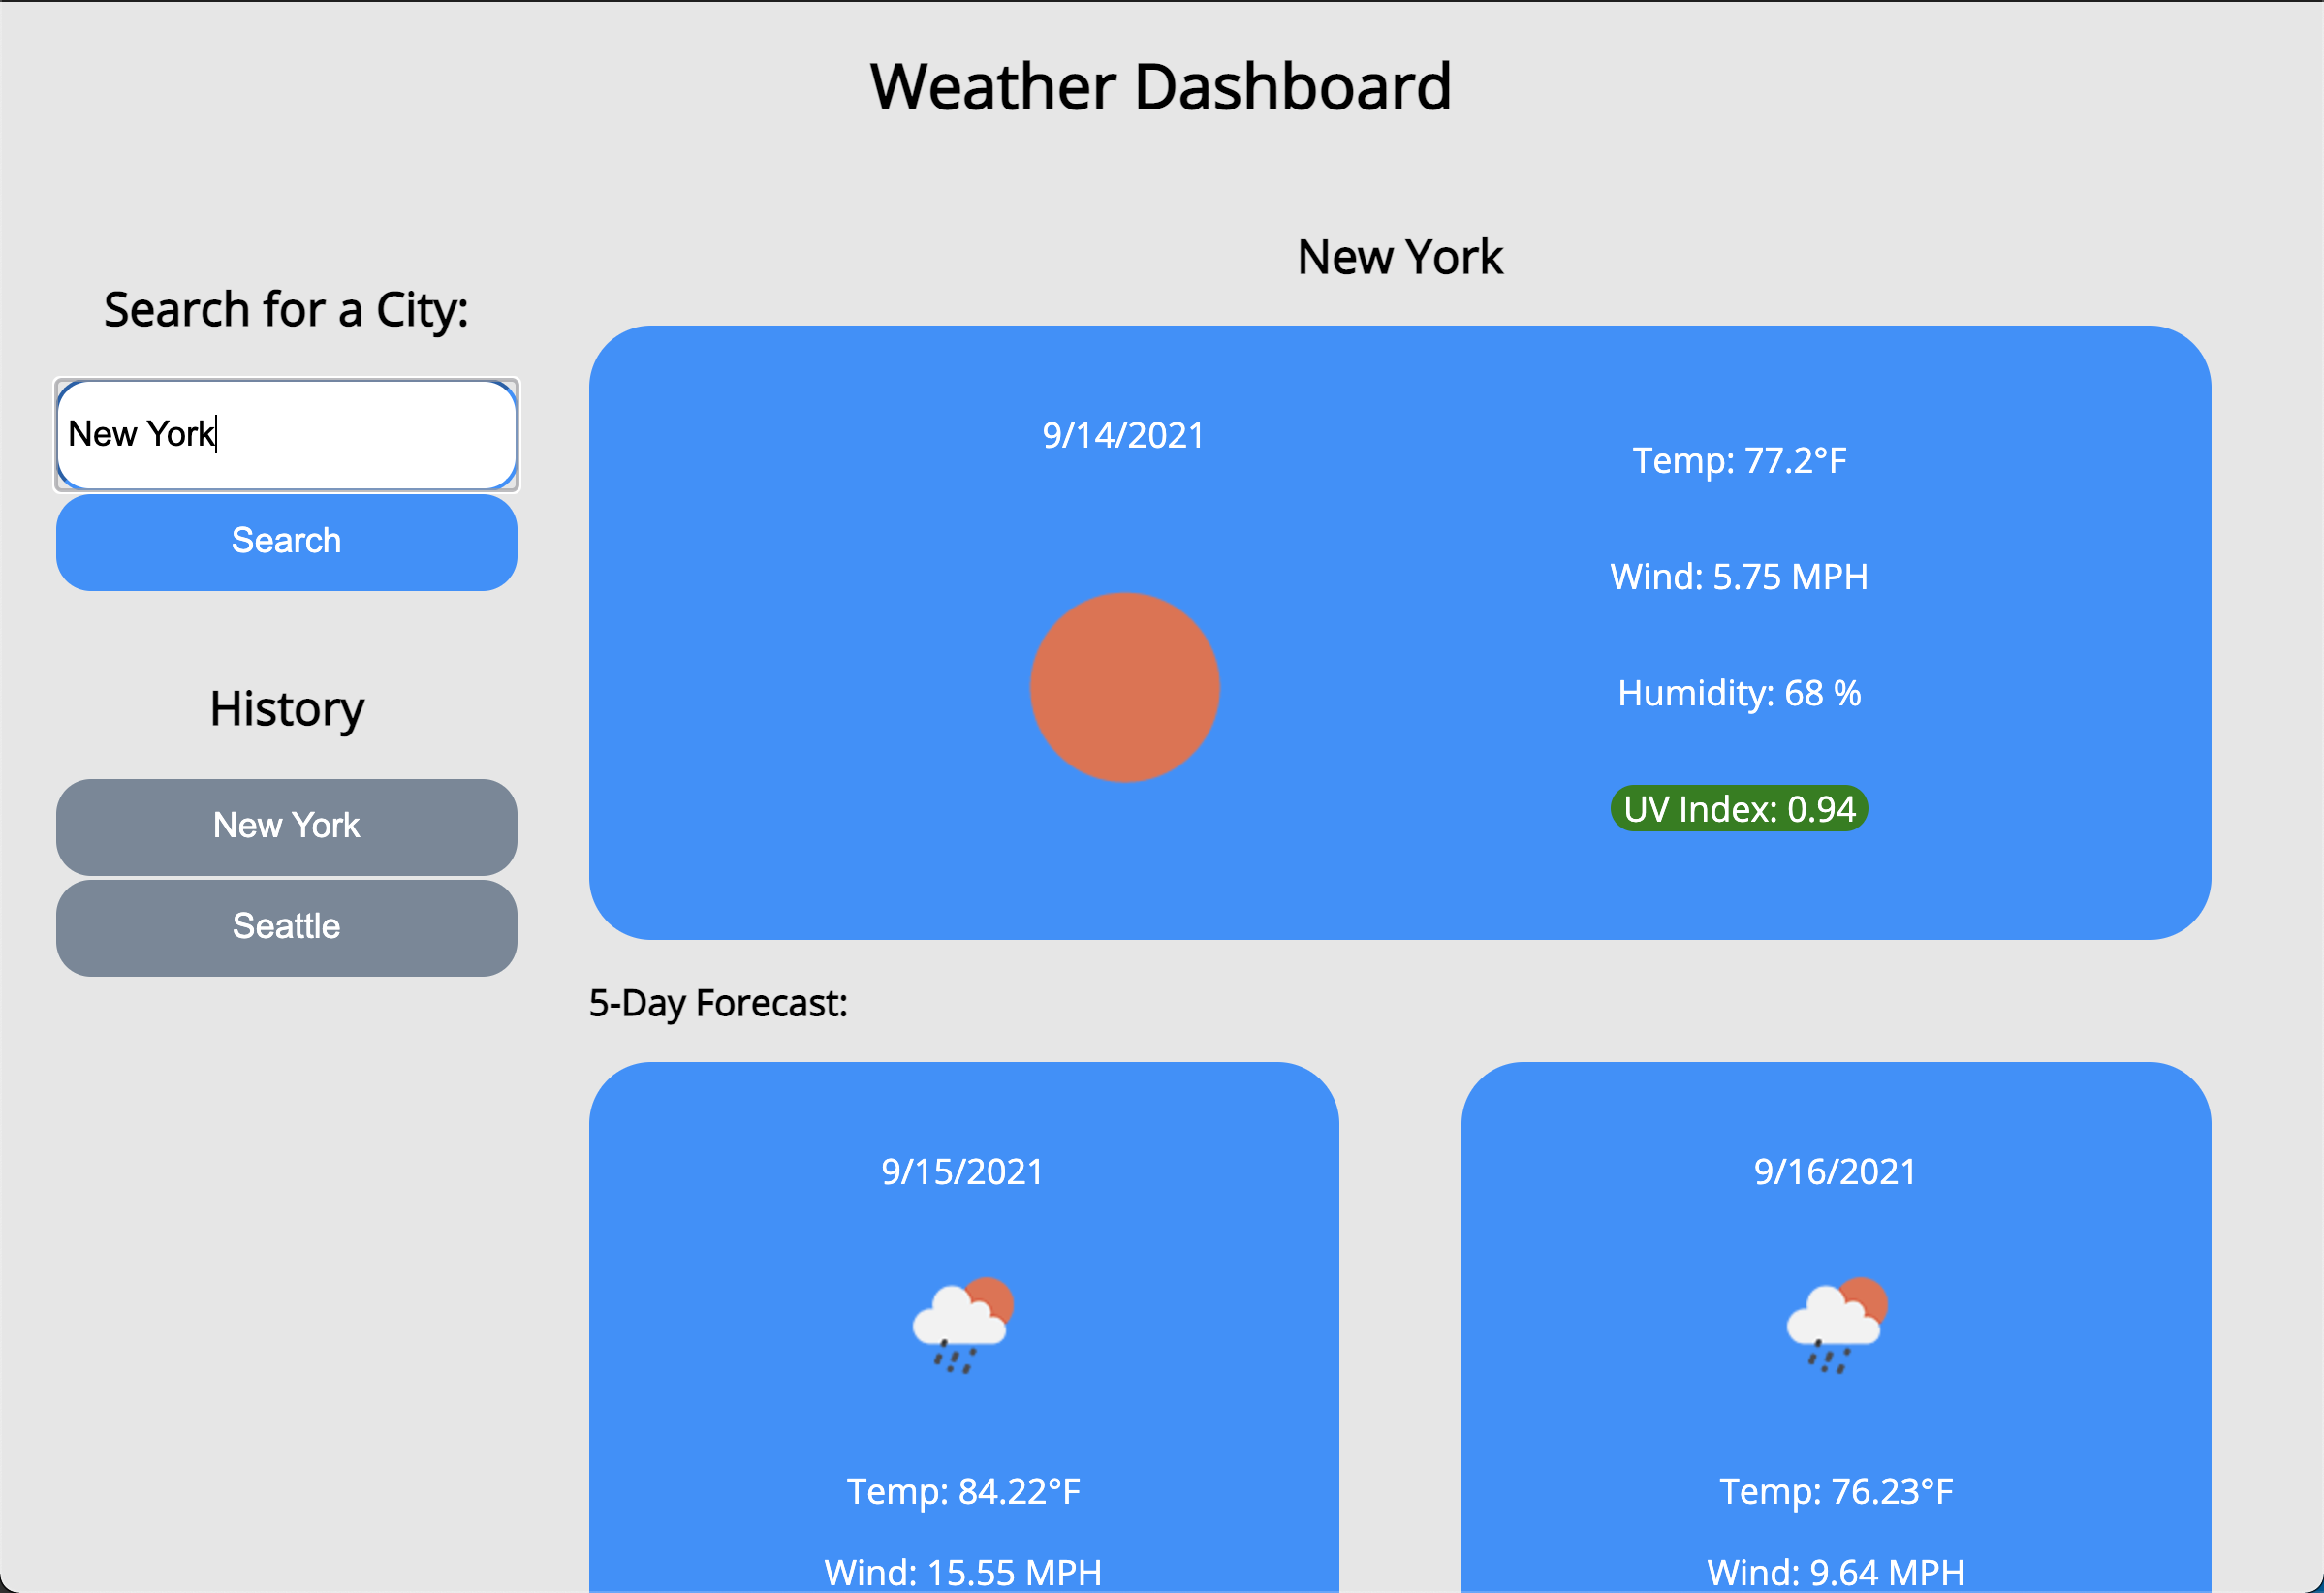 Weather Dashboard
Search for a City:
New York
Search
History
New York
Seattle
New York
9/14/2021
Temp: 77.2°F
Wind: 5.75 MPH
Humidity: 68 %
UV Index: 0.94
5-Day Forecast:
9/15/2021
Temp: 84.22°F
Wind: 15.55 MPH
9/16/2021
Temp: 76.23°F
Wind: 9.64 MPH